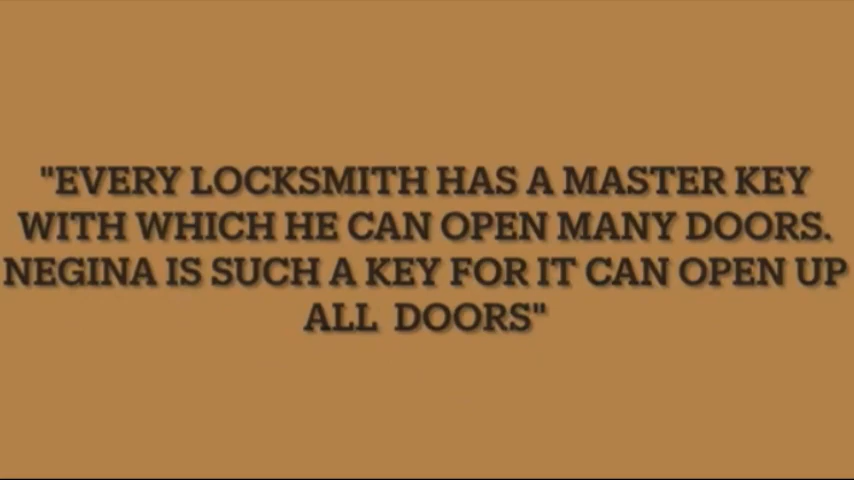 "EVERY LOCKSMITH HAS A MASTER KEY
WITH WHICH HE CAN OPEN MANY DOORS.
NEGINA IS SUCH A KEY FOR IT CAN OPEN UP
ALL DOORS"